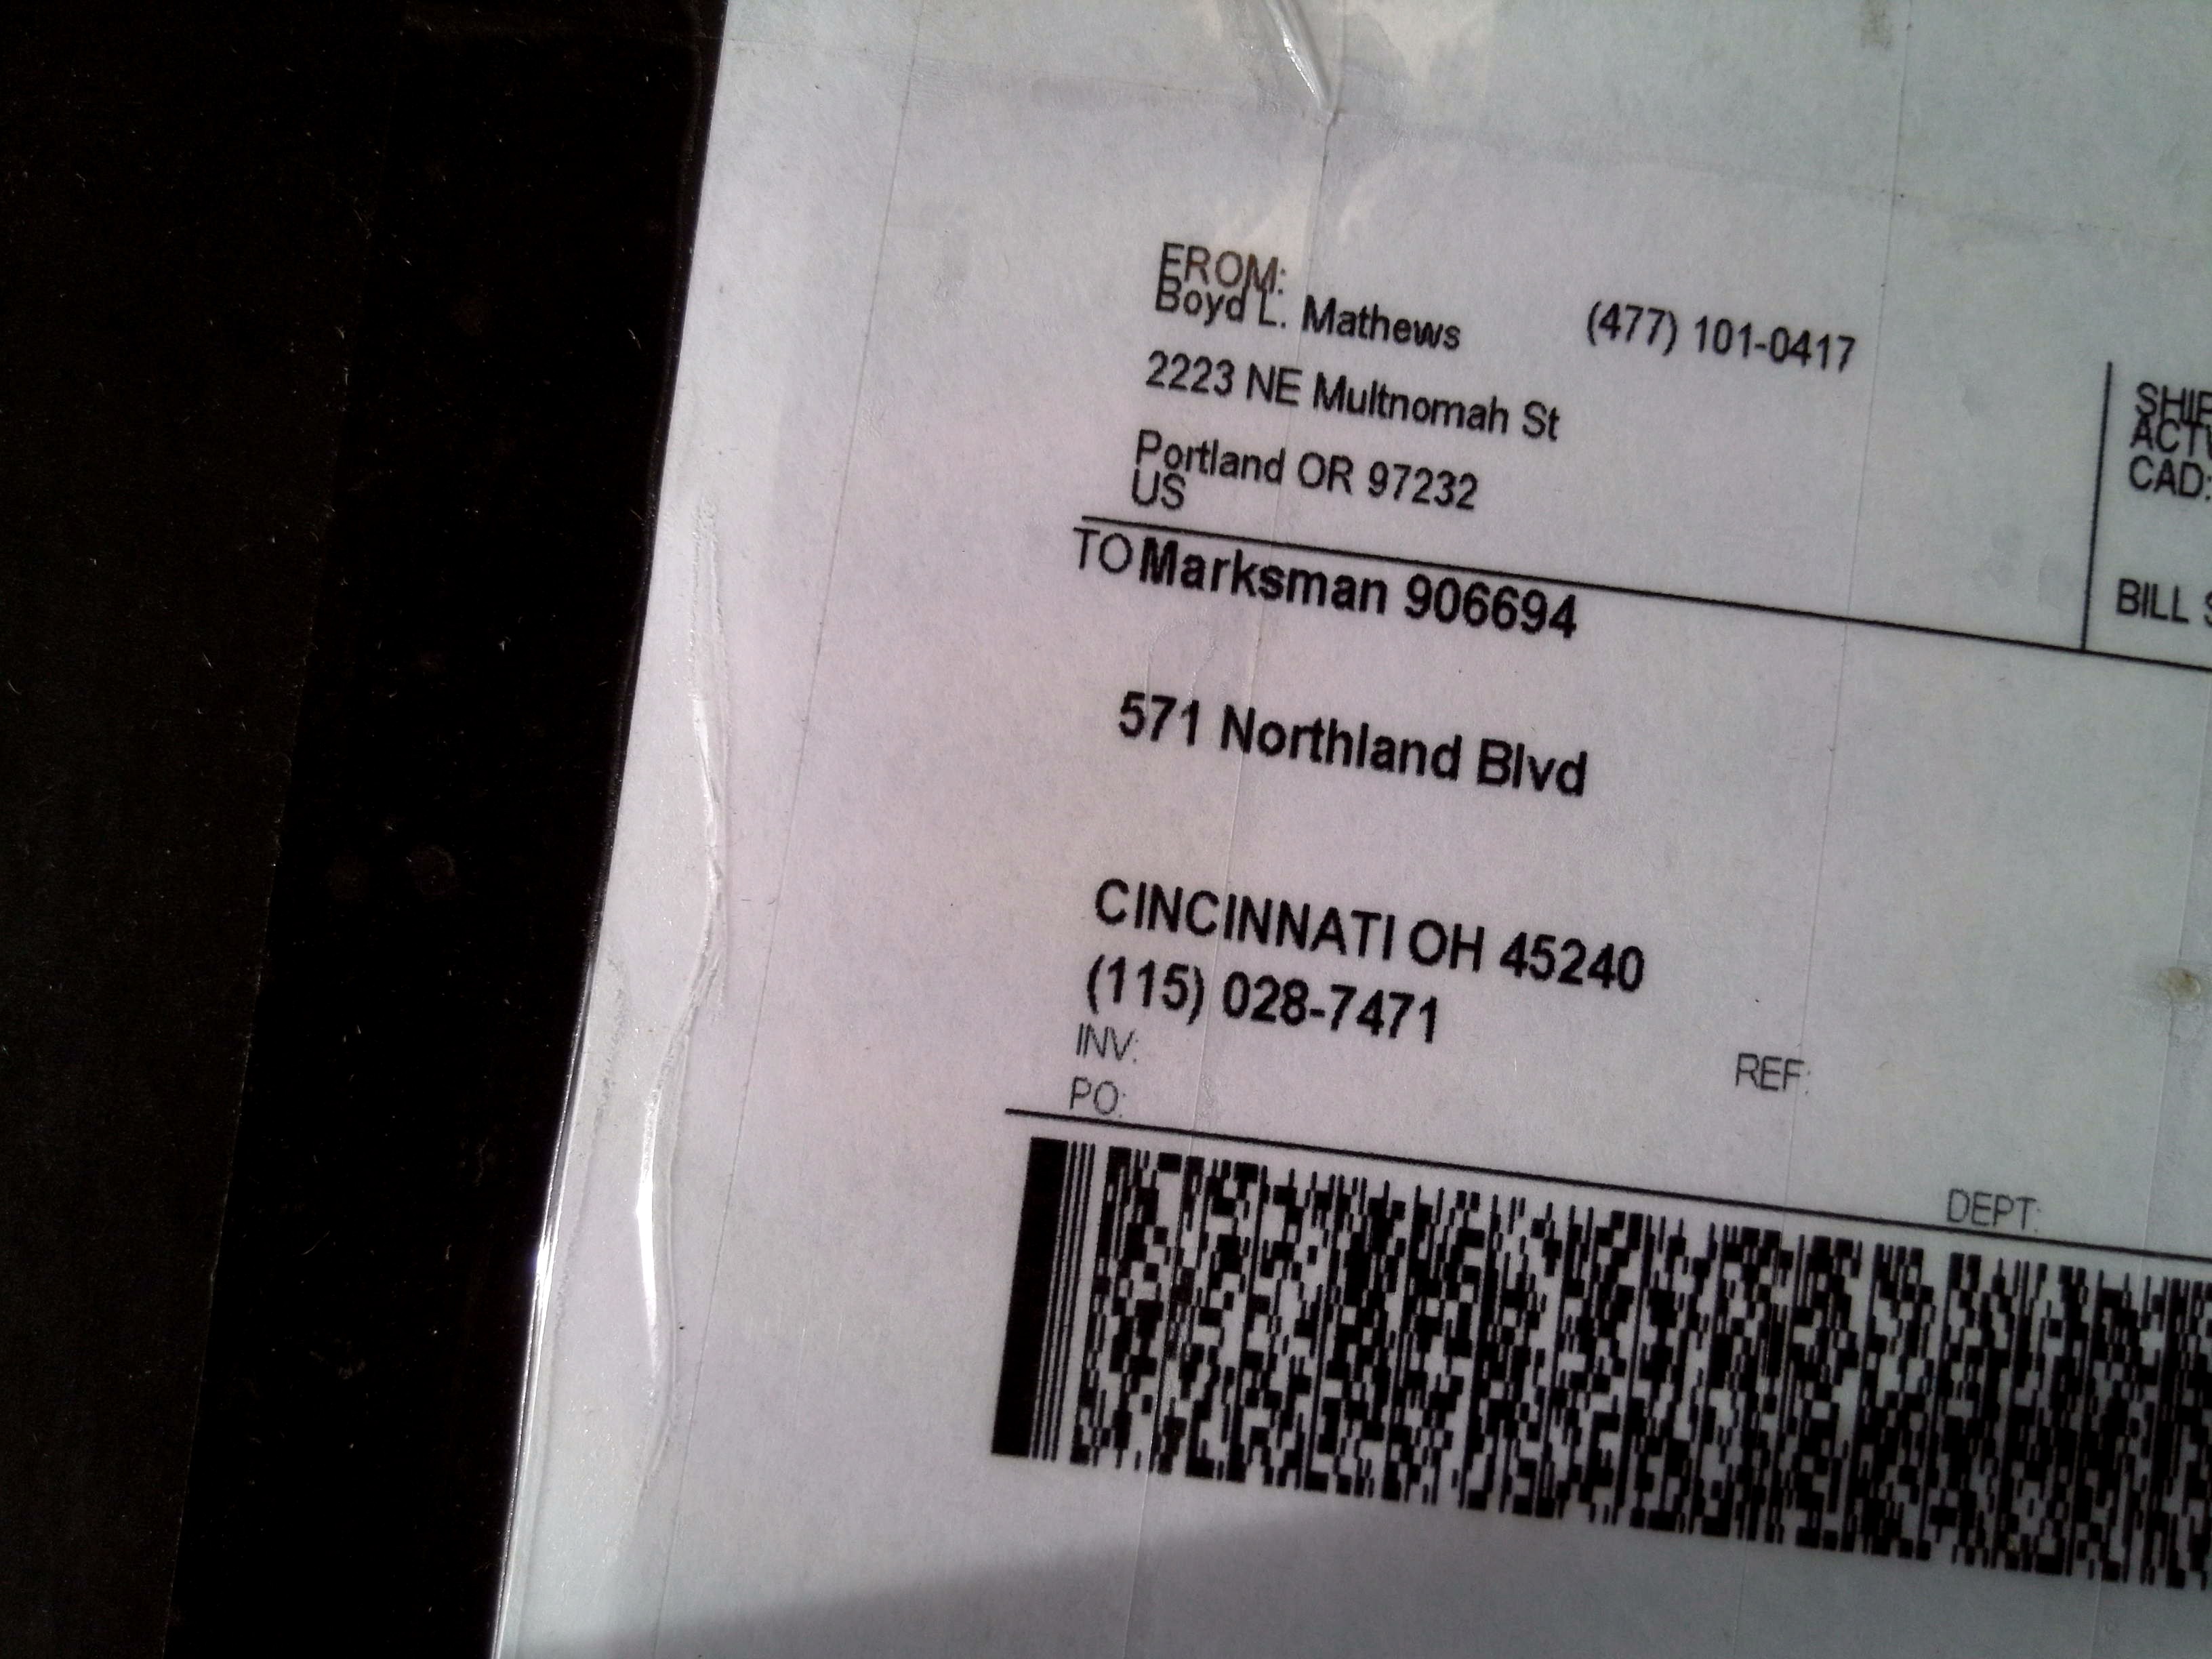 FROM:
Boyd L. Mathews (477) 101-0417
2223 NE Multnomah St
Portland OR 97232
US
CAD:
BILL
TO Marksman 906694
571 Northland Blvd
CINCINNATI OH 45240
(115) 028-7471
INV:
REF:
PO:
DEPT: